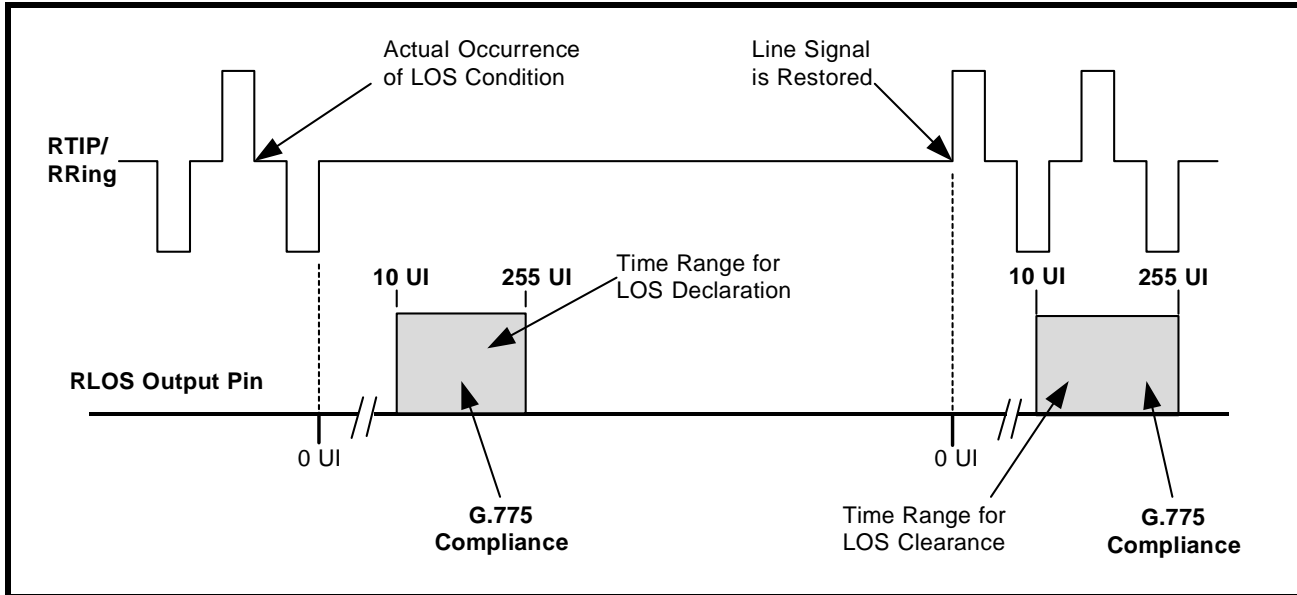 Actual Occurrence
of LOS Condition
Line Signal
is Restored
RTIP/
RRing
10 UI
255 UI
Time Range for
LOS Declaration
10 UI
255 UI
RLOS Output Pin
0 UI
0 UI
G.775
Compliance
Time Range for
LOS Clearance
G.775
Compliance